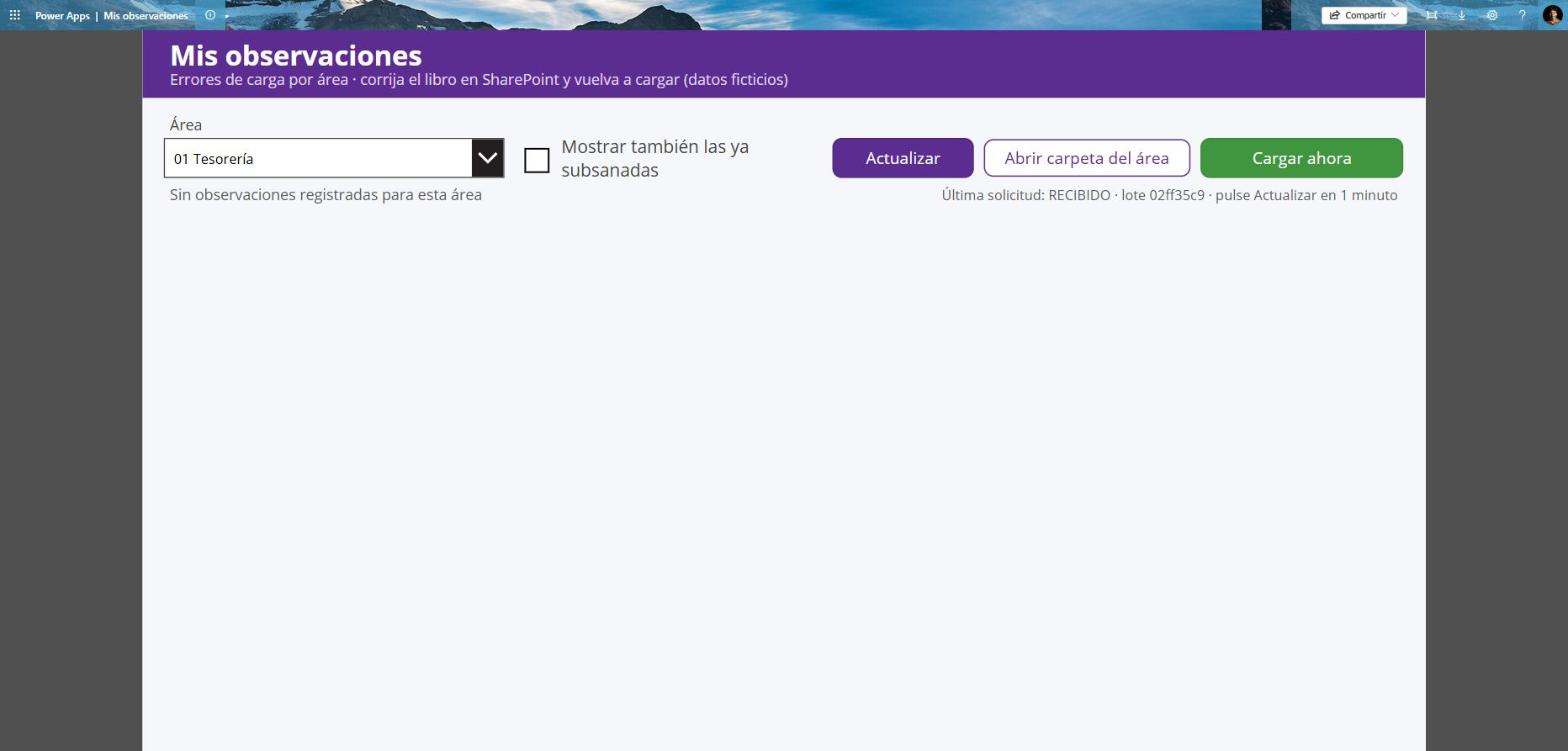 Power Apps | Mis observaciones
Compartir
Mis observaciones
Errores de carga por área · corrija el libro en SharePoint y vuelva a cargar (datos ficticios)
Área
01 Tesorería
Mostrar también las ya
subsanadas
Actualizar
Abrir carpeta del área
Cargar ahora
Sin observaciones registradas para esta área
Última solicitud: RECIBIDO · lote 02ff35c9 · pulse Actualizar en 1 minuto